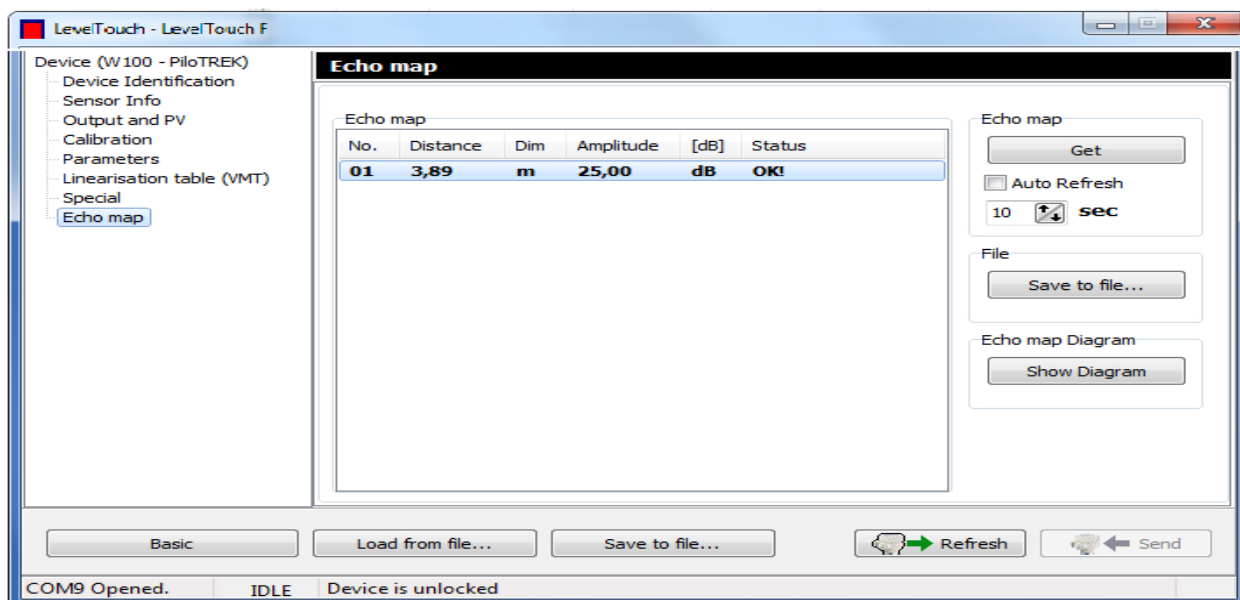 LevelTouch - LevelTouch F
Device (W100 - PiloTREK)
Device Identification
Sensor Info
Output and PV
Calibration
Parameters
Linearisation table (VMT)
Special
Echo map
Echo map
Echo map
No. Distance Dim Amplitude [dB] Status
01 3,89 m 25,00 dB OK!
Echo map
Get
Auto Refresh
10 sec
File
Save to file...
Echo map Diagram
Show Diagram
Basic Load from file... Save to file... Refresh Send
COM9 Opened. IDLE Device is unlocked